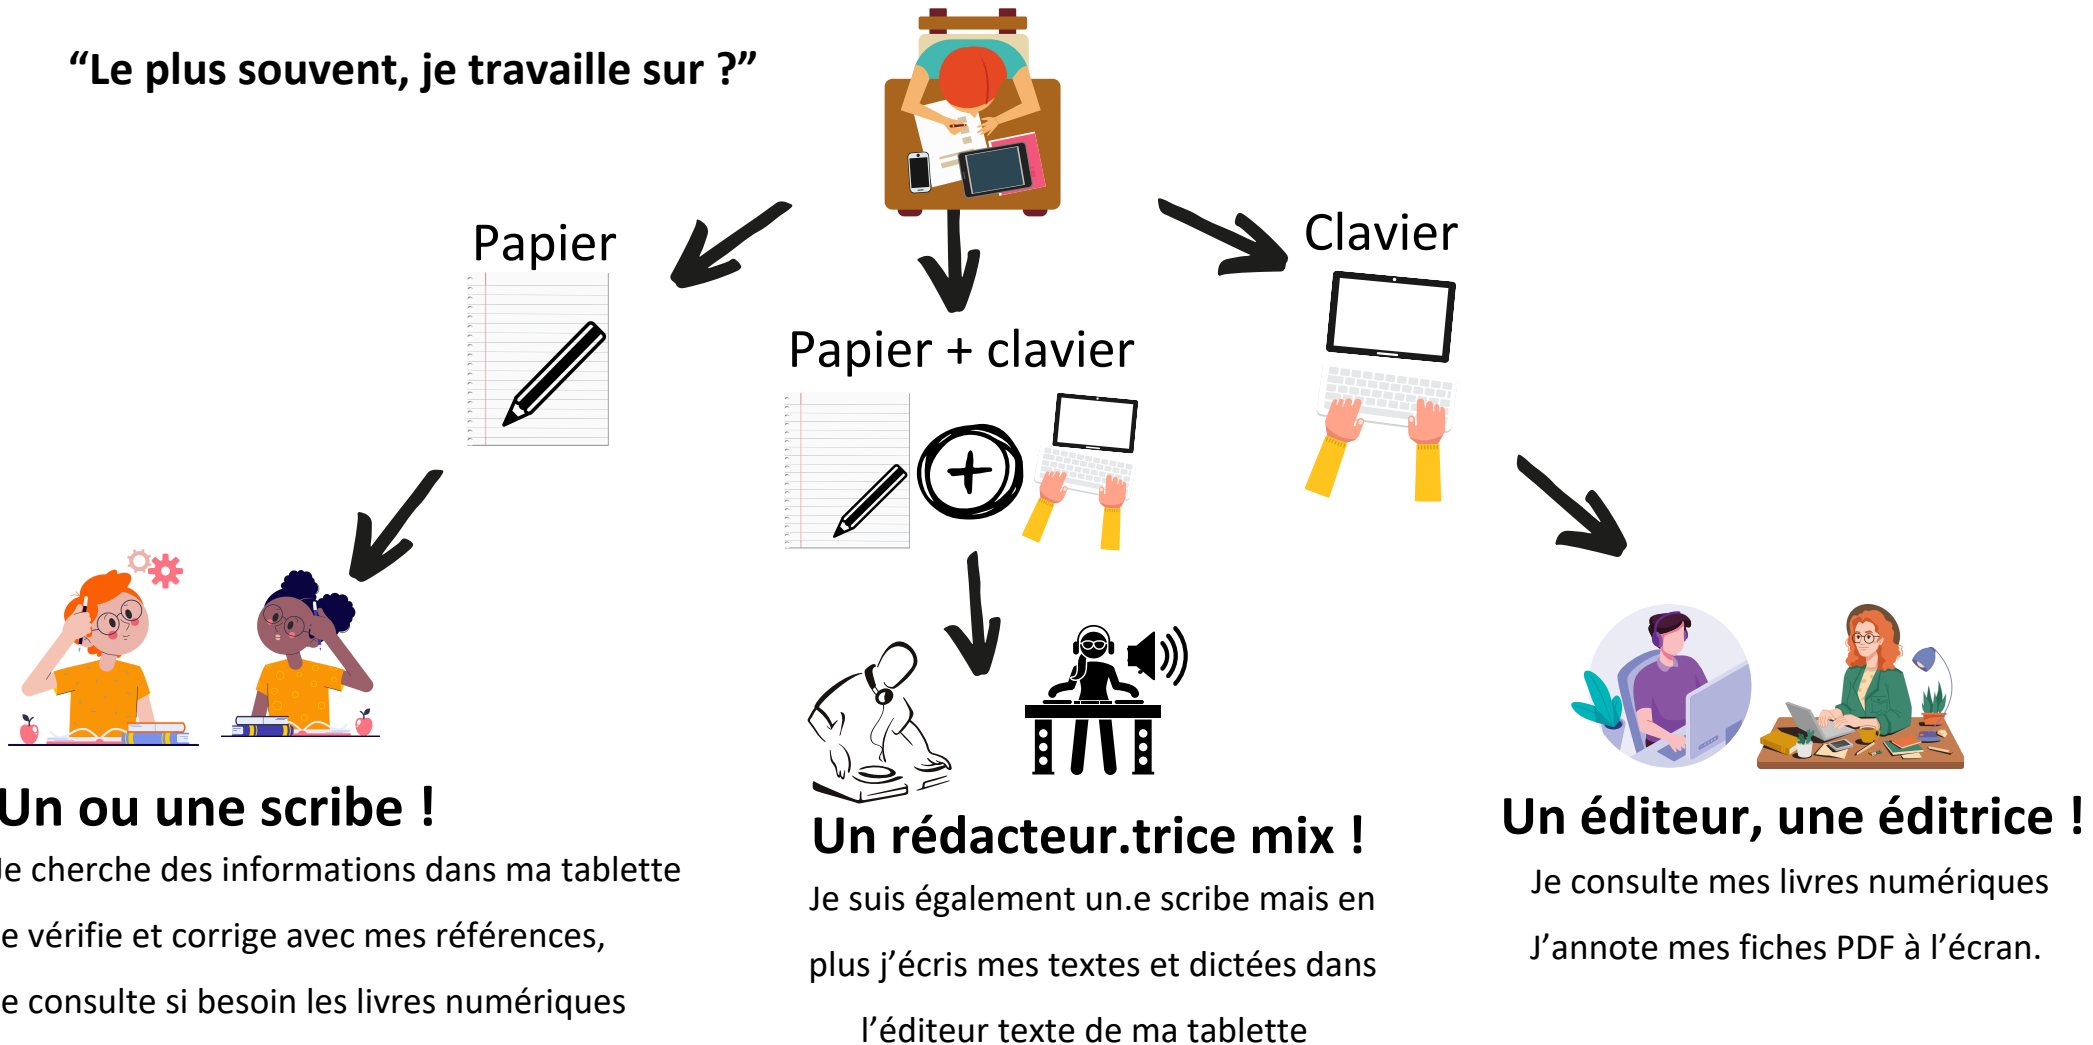 “Le plus souvent, je travaille sur ?”
Papier
Clavier
Papier + clavier
Un ou une scribe !
Je cherche des informations dans ma tablette
e vérifie et corrige avec mes références,
e consulte si besoin les livres numériques
Un rédacteur.trice mix !
Je suis également un.e scribe mais en
plus j’écris mes textes et dictées dans
l’éditeur texte de ma tablette
Un éditeur, une éditrice !
Je consulte mes livres numériques
J’annote mes fiches PDF à l’écran.